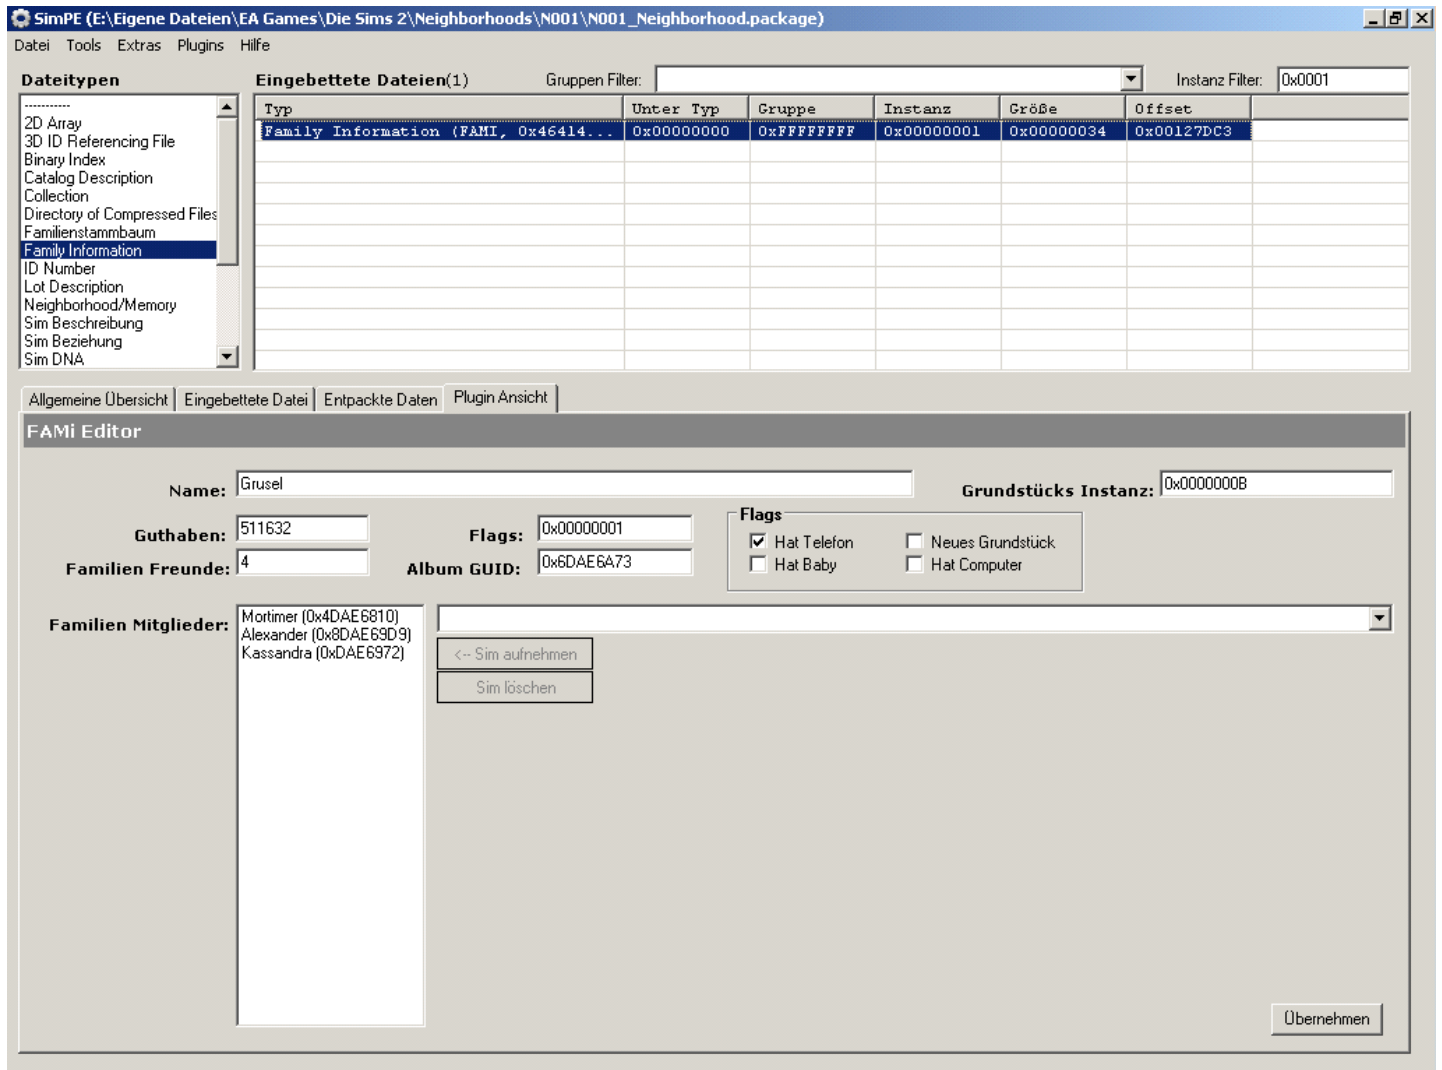 SimPE (E:\Eigene Dateien\EA Games\Die Sims 2\Neighborhoods\N001\N001_Neighborhood.package)
Datei Tools Extras Plugins Hilfe
Dateitypen
Eingebettete Dateien(1) Gruppen Filter: Instanz Filter: 0x0001
-----------
2D Array
3D ID Referencing File
Binary Index
Catalog Description
Collection
Directory of Compressed Files
Familienstammbaum
Family Information
ID Number
Lot Description
Neighborhood/Memory
Sim Beschreibung
Sim Beziehung
Sim DNA
Typ Unter Typ Gruppe Instanz Größe Offset
Family Information (FAMI, 0x46414... 0x00000000 0xFFFFFFFF 0x00000001 0x00000034 0x00127DC3
Allgemeine Übersicht Eingebettete Datei Entpackte Daten Plugin Ansicht
FAMi Editor
Name: Grusel Grundstücks Instanz: 0x0000000B
Guthaben: 511632 Flags: 0x00000001
Familien Freunde: 4 Album GUID: 0x6DAE6A73
Flags
Hat Telefon Neues Grundstück
Hat Baby Hat Computer
Familien Mitglieder:
Mortimer (0x4DAE6810)
Alexander (0x8DAE69D9)
Kassandra (0xDAE6972)
<-- Sim aufnehmen
Sim löschen
Übernehmen